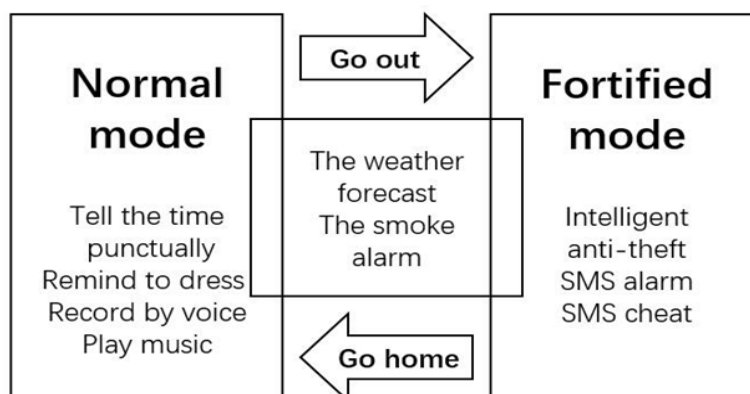 Normal
mode
Tell the time
punctually
Remind to dress
Record by voice
Play music
Go out
The weather
forecast
The smoke
alarm
Go home
Fortified
mode
Intelligent
anti-theft
SMS alarm
SMS cheat